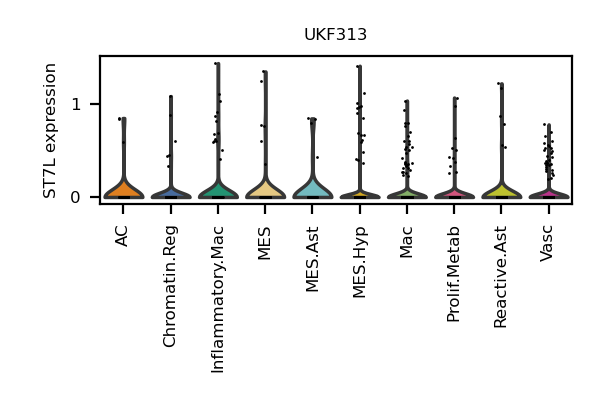 UKF313
ST7L expression
1
0
AC
Chromatin.Reg
Inflammatory.Mac
MES
MES.Ast
MES.Hyp
Mac
Prolif.Metab
Reactive.Ast
Vasc